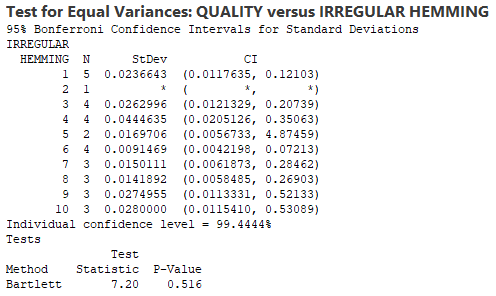 Test for Equal Variances: QUALITY versus IRREGULAR HEMMING
95% Bonferroni Confidence Intervals for Standard Deviations
IRREGULAR
HEMMING N StDev CI
1 5 0.0236643 (0.0117635, 0.12103)
2 1 * ( *, *)
3 4 0.0262996 (0.0121329, 0.20739)
4 4 0.0444635 (0.0205126, 0.35063)
5 2 0.0169706 (0.0056733, 4.87459)
6 4 0.0091469 (0.0042198, 0.07213)
7 3 0.0150111 (0.0061873, 0.28462)
8 3 0.0141892 (0.0058485, 0.26903)
9 3 0.0274955 (0.0113331, 0.52133)
10 3 0.0280000 (0.0115410, 0.53089)
Individual confidence level = 99.4444%
Tests
Test
Method Statistic P-Value
Bartlett 7.20 0.516